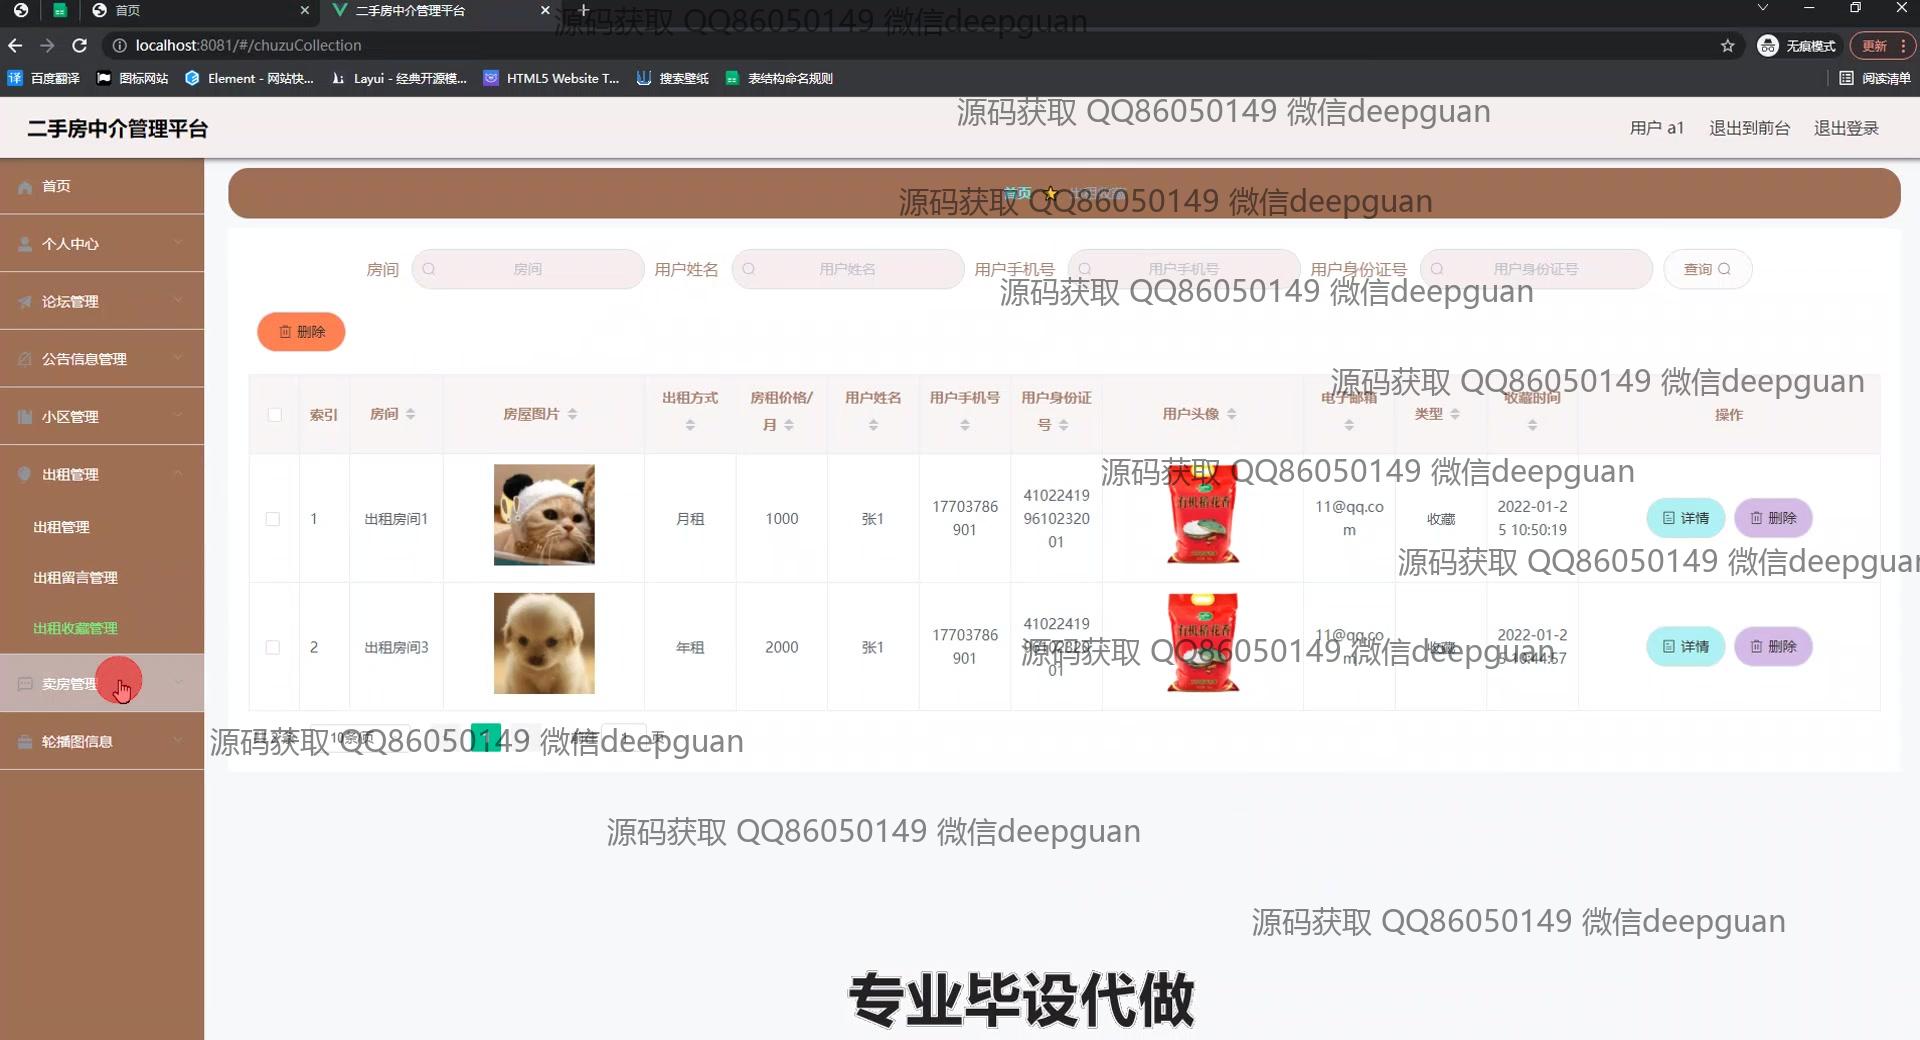 首页
二手房中介管理平台
源码获取 QQ86050149 微信deepguan
localhost:8081/#/chuzuCollection
无痕模式
更新
百度翻译
图标网站
Element - 网站快...
Layui - 经典开源模...
HTML5 Website T...
搜索壁纸
表结构命名规则
阅读清单
二手房中介管理平台
源码获取 QQ86050149 微信deepguan
用户 a1
退出到前台
退出登录
首页
个人中心
论坛管理
公告信息管理
小区管理
出租管理
出租管理
出租留言管理
出租收藏管理
卖房管理
轮播图信息
首页
出租收藏
源码获取 QQ86050149 微信deepguan
房间 房间 用户姓名 用户姓名 用户手机号 用户手机号 用户身份证号 用户身份证号 查询
源码获取 QQ86050149 微信deepguan
删除
源码获取 QQ86050149 微信deepguan
索引 房间 房屋图片 出租方式 房租价格/月 用户姓名 用户手机号 用户身份证号 用户头像 电子邮箱 类型 收藏时间 操作
源码获取 QQ86050149 微信deepguan
1 出租房间1 月租 1000 张1 17703786901 410224199610232001 11@qq.com 收藏 2022-01-25 10:50:19 详情 删除
有机稻花香
源码获取 QQ86050149 微信deepguan
2 出租房间3 年租 2000 张1 17703786901 410224199610232001 11@qq.com 收藏 2022-01-25 10:44:57 详情 删除
有机稻花香
源码获取 QQ86050149 微信deepguan
源码获取 QQ86050149 微信deepguan
10条/页
1
1
页
源码获取 QQ86050149 微信deepguan
源码获取 QQ86050149 微信deepguan
专业毕设代做